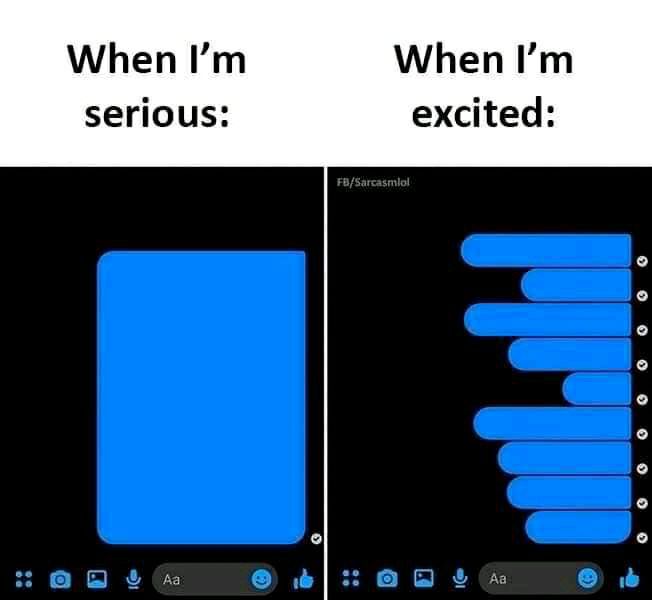 When I'm
serious:
When I'm
excited:
FB/Sarcasmlol
Aa
Aa